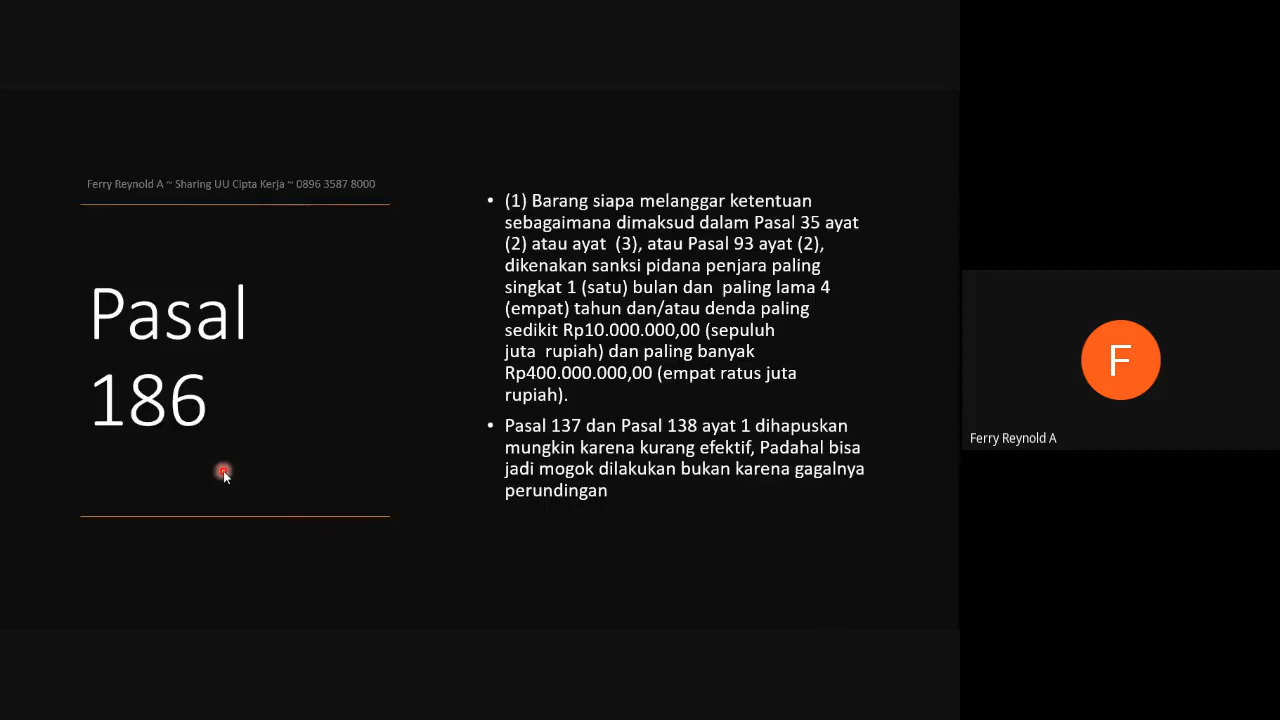 Ferry Reynold A ~ Sharing UU Cipta Kerja ~ 0896 3587 8000
Pasal
186
• (1) Barang siapa melanggar ketentuan
sebagaimana dimaksud dalam Pasal 35 ayat
(2) atau ayat (3), atau Pasal 93 ayat (2),
dikenakan sanksi pidana penjara paling
singkat 1 (satu) bulan dan paling lama 4
(empat) tahun dan/atau denda paling
sedikit Rp10.000.000,00 (sepuluh
juta rupiah) dan paling banyak
Rp400.000.000,00 (empat ratus juta
rupiah).
• Pasal 137 dan Pasal 138 ayat 1 dihapuskan
mungkin karena kurang efektif, Padahal bisa
jadi mogok dilakukan bukan karena gagalnya
perundingan
F
Ferry Reynold A